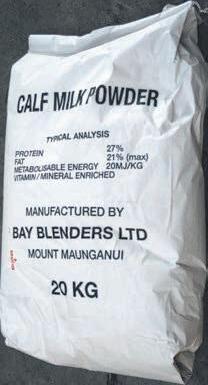 CALF MILK POWDER
TYPICAL ANALYSIS
PROTEIN 27%
FAT 21% (max)
METABOLISABLE ENERGY 20MJ/KG
VITAMIN / MINERAL ENRICHED
MANUFACTURED BY
BAY BLENDERS LTD
MOUNT MAUNGANUI
20 KG